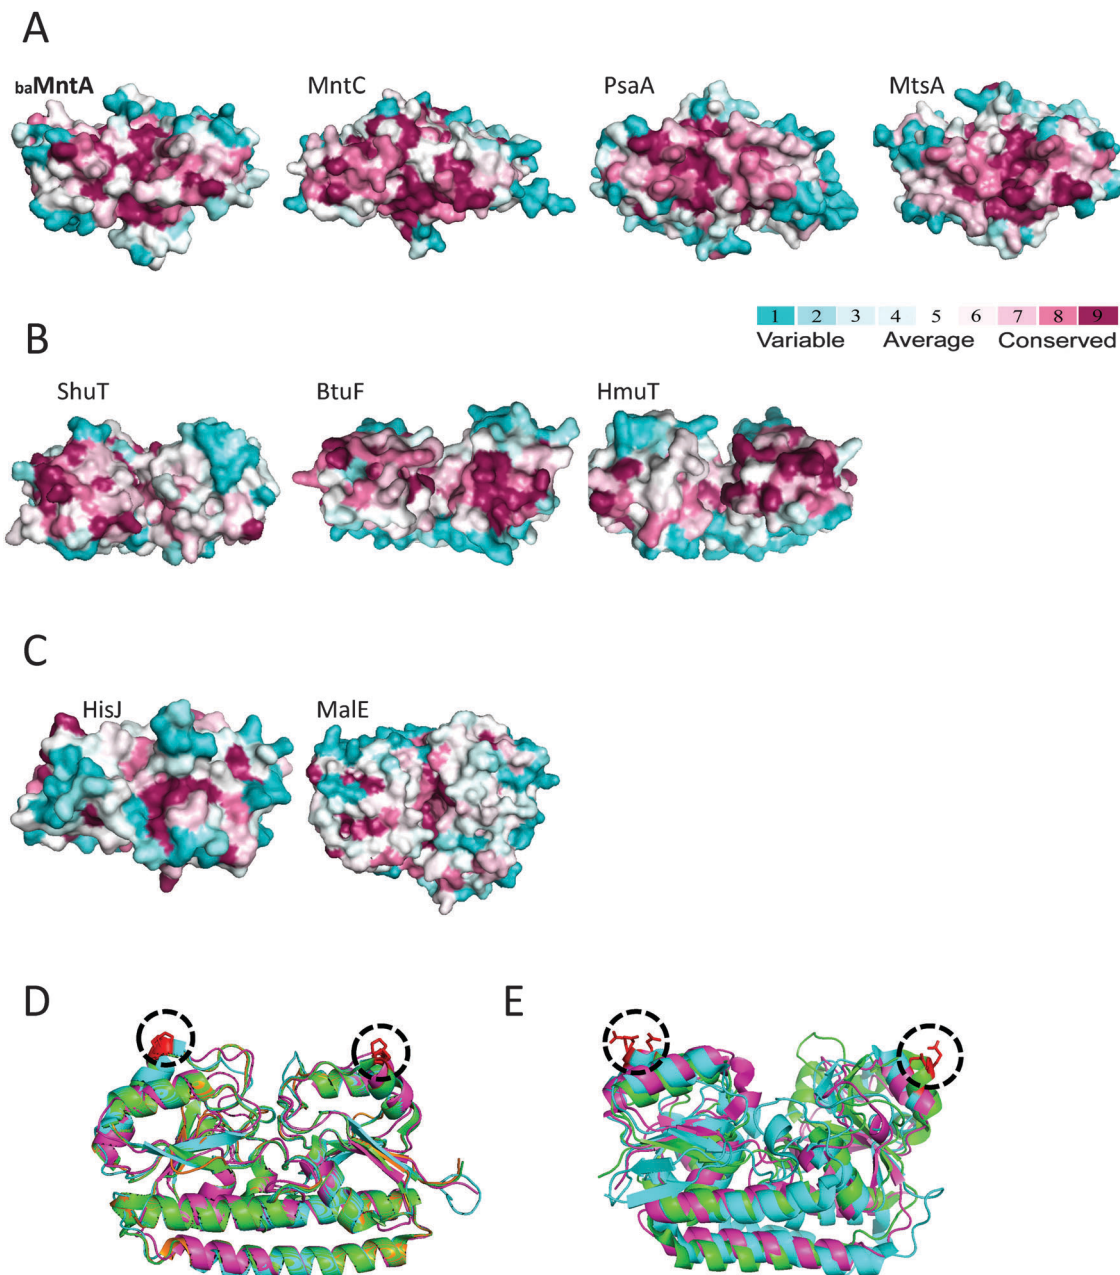 A
baMntA MntC PsaA MtsA
1 2 3 4 5 6 7 8 9
Variable Average Conserved
B
ShuT BtuF HmuT
C
HisJ MalE
D E